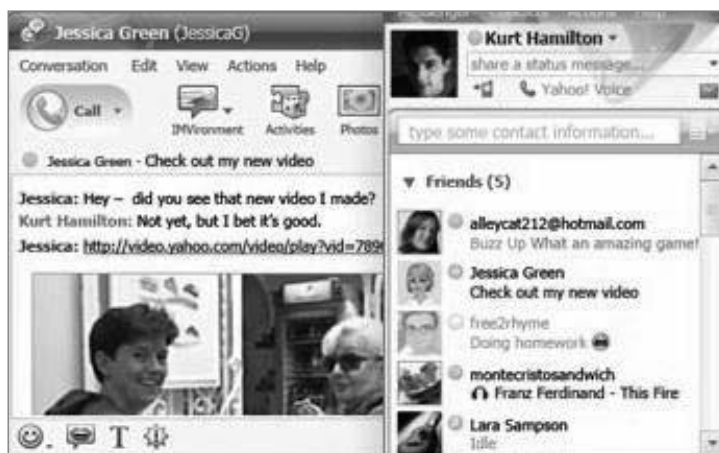 Jessica Green (JessicaG)
Conversation Edit View Actions Help
Call
IMVironment Activities Photos
Jessica Green - Check out my new video
Jessica: Hey – did you see that new video I made?
Kurt Hamilton: Not yet, but I bet it's good.
Jessica: http://video.yahoo.com/video/play?vid=7896
T
Kurt Hamilton
share a status message...
Yahoo! Voice
type some contact information...
Friends (5)
alleycat212@hotmail.com
Buzz Up What an amazing game!
Jessica Green
Check out my new video
free2rhyme
Doing homework
montecristosandwich
Franz Ferdinand - This Fire
Lara Sampson
Idle